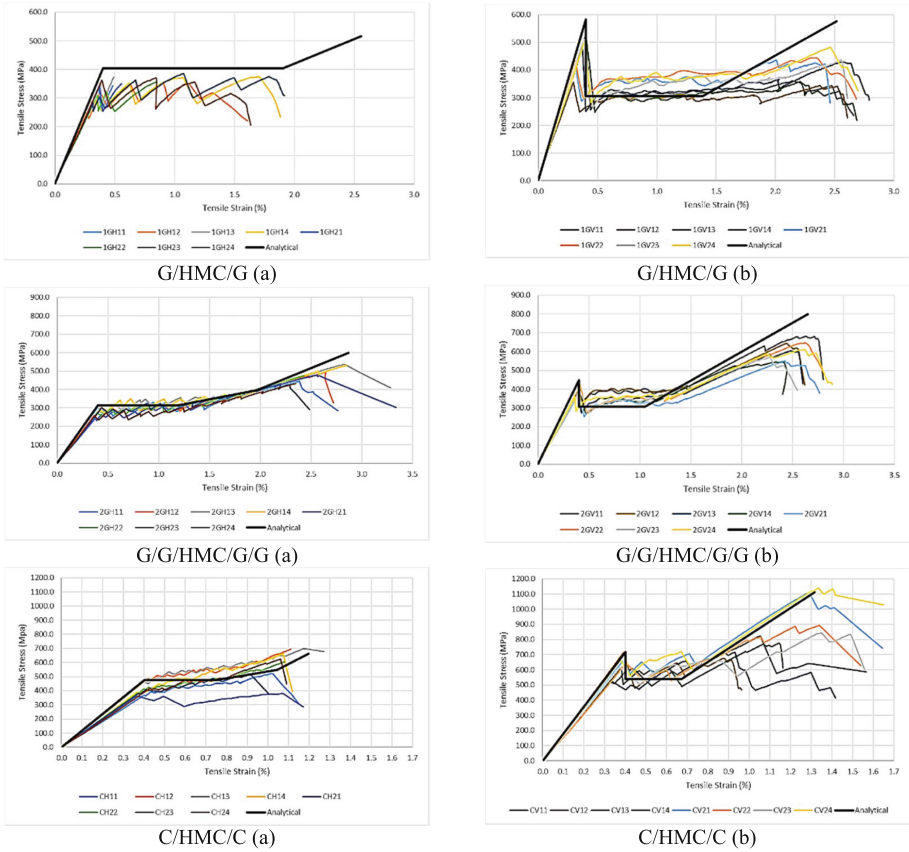 600.0
500.0
400.0
300.0
200.0
100.0
0.0
Tensile Stress (MPa)
0.0 0.5 1.0 1.5 2.0 2.5 3.0
Tensile Strain (%)
1GH11 1GH12 1GH13 1GH14 1GH21
1GH22 1GH23 1GH24 Analytical
G/HMC/G (a)
600.0
500.0
400.0
300.0
200.0
100.0
0.0
Tensile Stress (MPa)
0.0 0.5 1.0 1.5 2.0 2.5 3.0
Tensile Strain (%)
1GV11 1GV12 1GV13 1GV14 1GV21
1GV22 1GV23 1GV24 Analytical
G/HMC/G (b)
900.0
800.0
700.0
600.0
500.0
400.0
300.0
200.0
100.0
0.0
Tensile Stress (MPa)
0.0 0.5 1.0 1.5 2.0 2.5 3.0 3.5
Tensile Strain (%)
2GH11 2GH12 2GH13 2GH14 2GH21
2GH22 2GH23 2GH24 Analytical
G/G/HMC/G/G (a)
900.0
800.0
700.0
600.0
500.0
400.0
300.0
200.0
100.0
0.0
Tensile Stress (MPa)
0.0 0.5 1.0 1.5 2.0 2.5 3.0 3.5
Tensile Strain (%)
2GV11 2GV12 2GV13 2GV14 2GV21
2GV22 2GV23 2GV24 Analytical
G/G/HMC/G/G (b)
1200.0
1100.0
1000.0
900.0
800.0
700.0
600.0
500.0
400.0
300.0
200.0
100.0
0.0
Tensile Stress (Mpa)
0.0 0.1 0.2 0.3 0.4 0.5 0.6 0.7 0.8 0.9 1.0 1.1 1.2 1.3 1.4 1.5 1.6 1.7
Tensile Strain (%)
CH11 CH12 CH13 CH14 CH21
CH22 CH23 CH24 Analytical
C/HMC/C (a)
1200.0
1100.0
1000.0
900.0
800.0
700.0
600.0
500.0
400.0
300.0
200.0
100.0
0.0
Tensile Stress (MPa)
0.0 0.1 0.2 0.3 0.4 0.5 0.6 0.7 0.8 0.9 1.0 1.1 1.2 1.3 1.4 1.5 1.6 1.7
Tensile Strain (%)
CV11 CV12 CV13 CV14 CV21 CV22 CV23 CV24 Analytical
C/HMC/C (b)